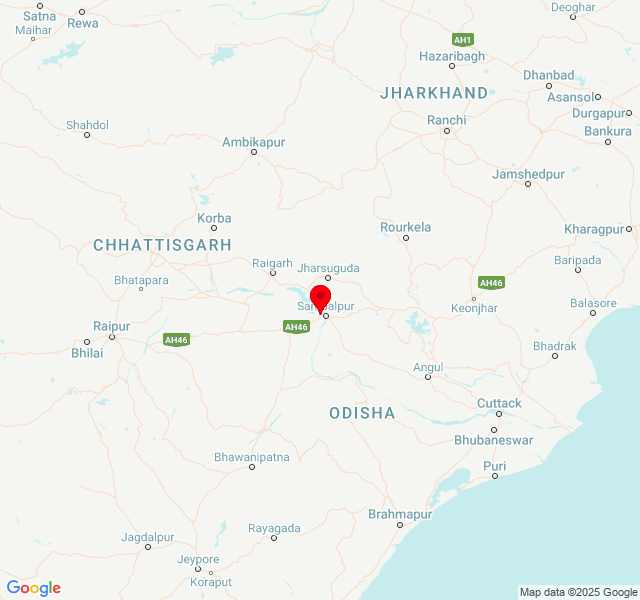 Satna
Rewa
Maihar
Deoghar
AH1
Hazaribagh
Dhanbad
JHARKHAND
Asansol
Durgapur
Ranchi
Shahdol
Bankura
Ambikapur
Jamshedpur
Korba
Rourkela
Kharagpur
CHHATTISGARH
Raigarh
Jharsuguda
Baripada
Bhatapara
AH46
Keonjhar
Balasore
Raipur
AH46
AH46
Bhilai
Bhadrak
Angul
ODISHA
Cuttack
Bhubaneswar
Bhawanipatna
Puri
Brahmapur
Rayagada
Jagdalpur
Jeypore
Koraput
Google
Map data ©2025 Google